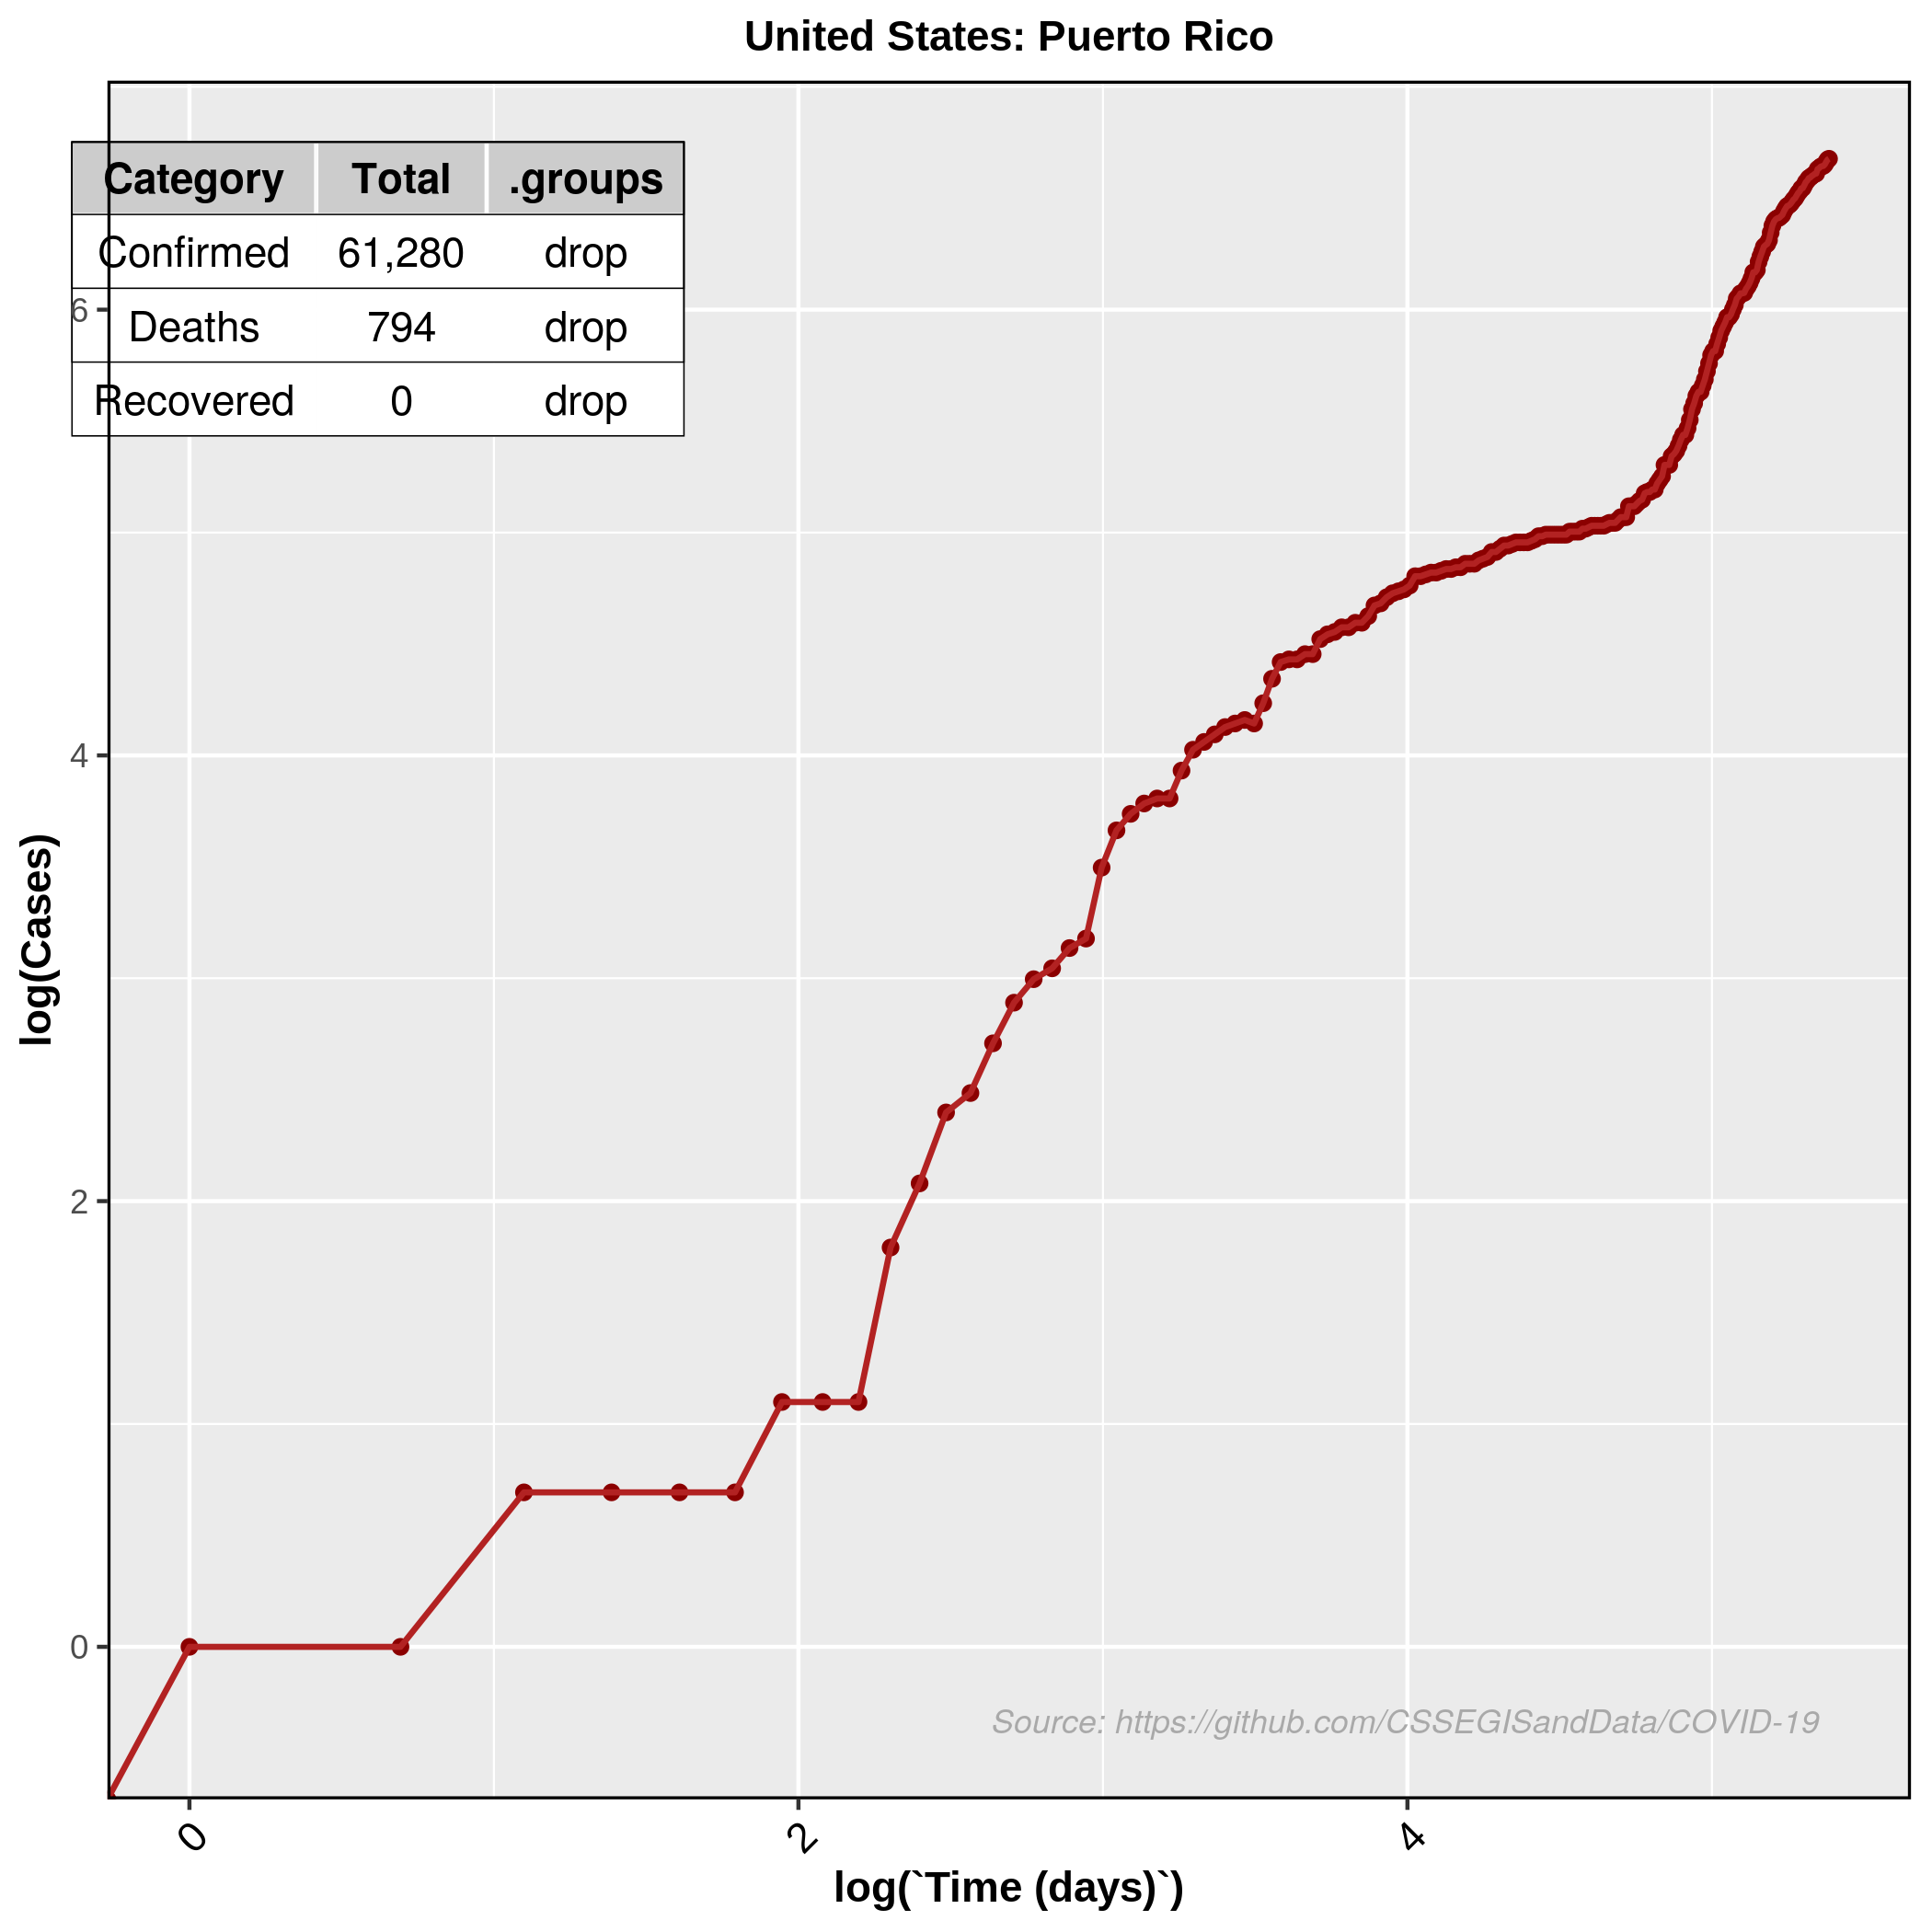 United States: Puerto Rico
Category Total .groups
Confirmed 61,280 drop
Deaths 794 drop
Recovered 0 drop
6
4
2
0
log(Cases)
Source: https://github.com/CSSEGISandData/COVID-19
0 2 4
log(`Time (days)`)